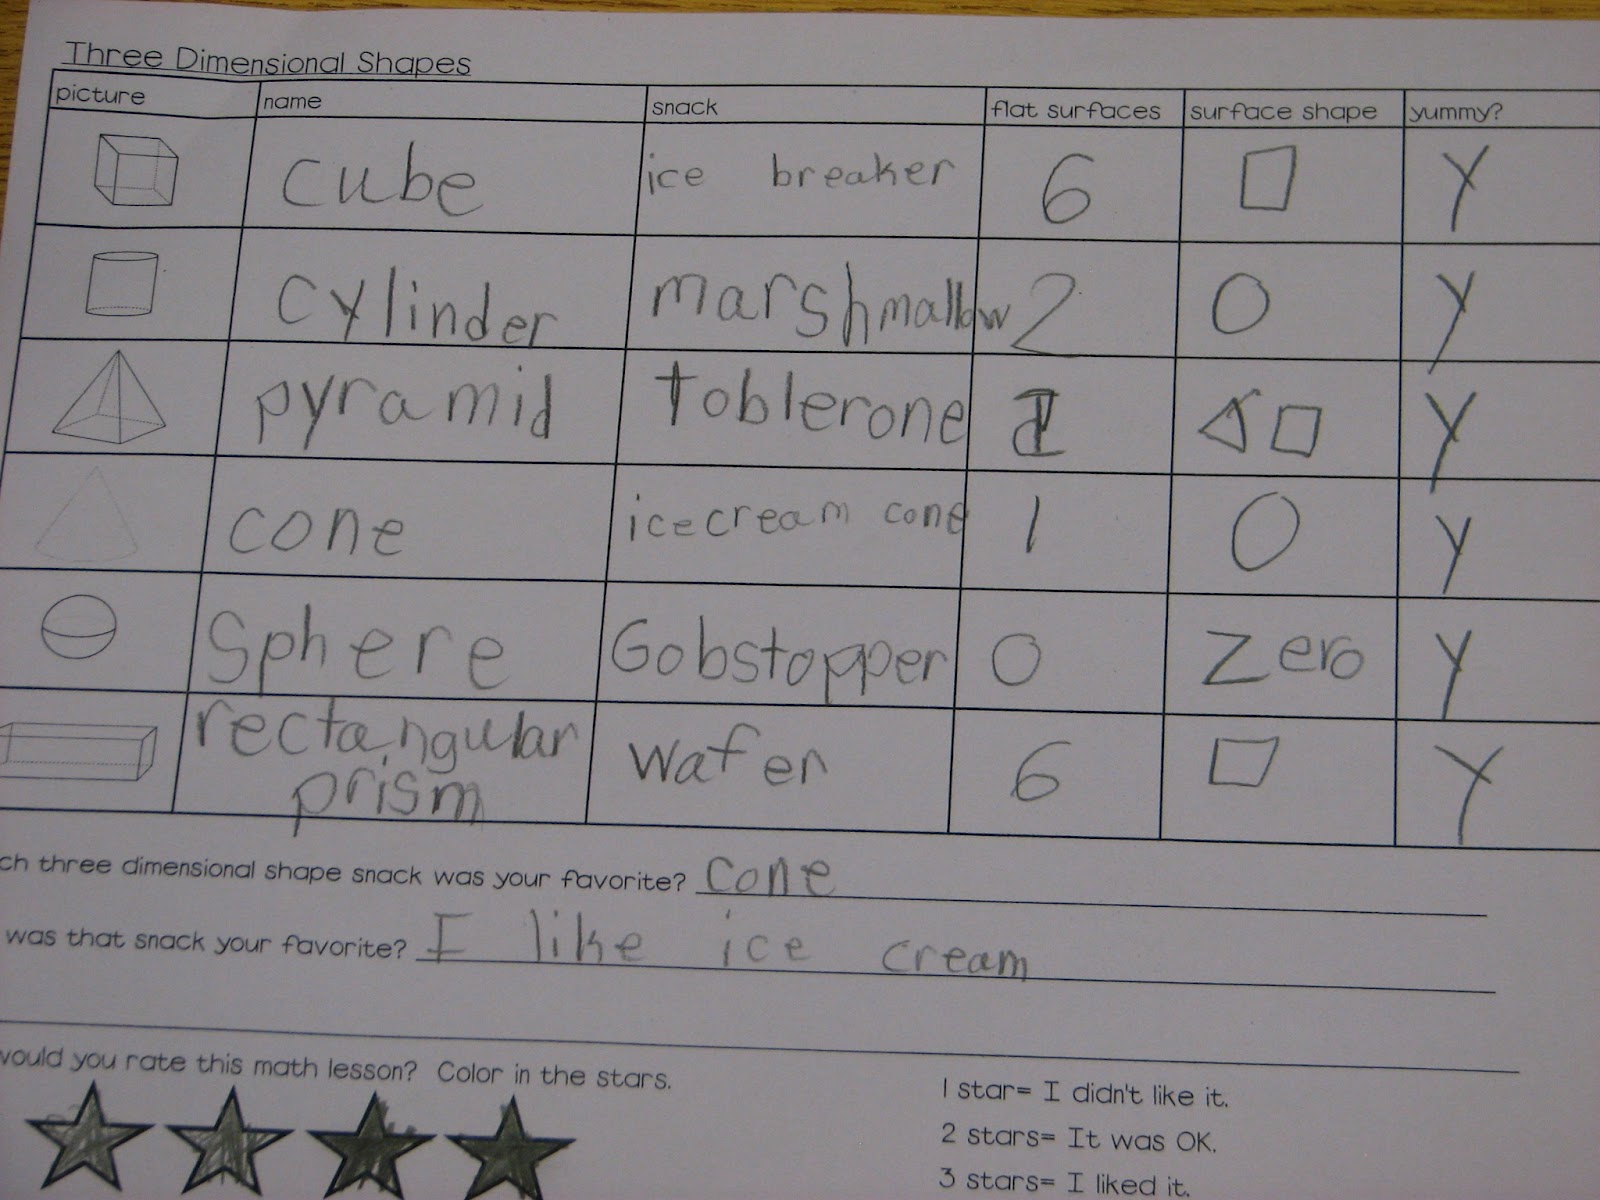 Three Dimensional Shapes
picture name snack flat surfaces surface shape yummy?
cube ice breaker 6 Y
cylinder marshmallow 2 Y
pyramid toblerone Y
cone icecream cone 1 Y
Sphere Gobstopper 0 Zero Y
rectangular
prism wafer 6 Y
ch three dimensional shape snack was your favorite? cone
was that snack your favorite? I like ice cream
would you rate this math lesson? Color in the stars.
1 star= I didn't like it.
2 stars= It was OK.
3 stars= I liked it.